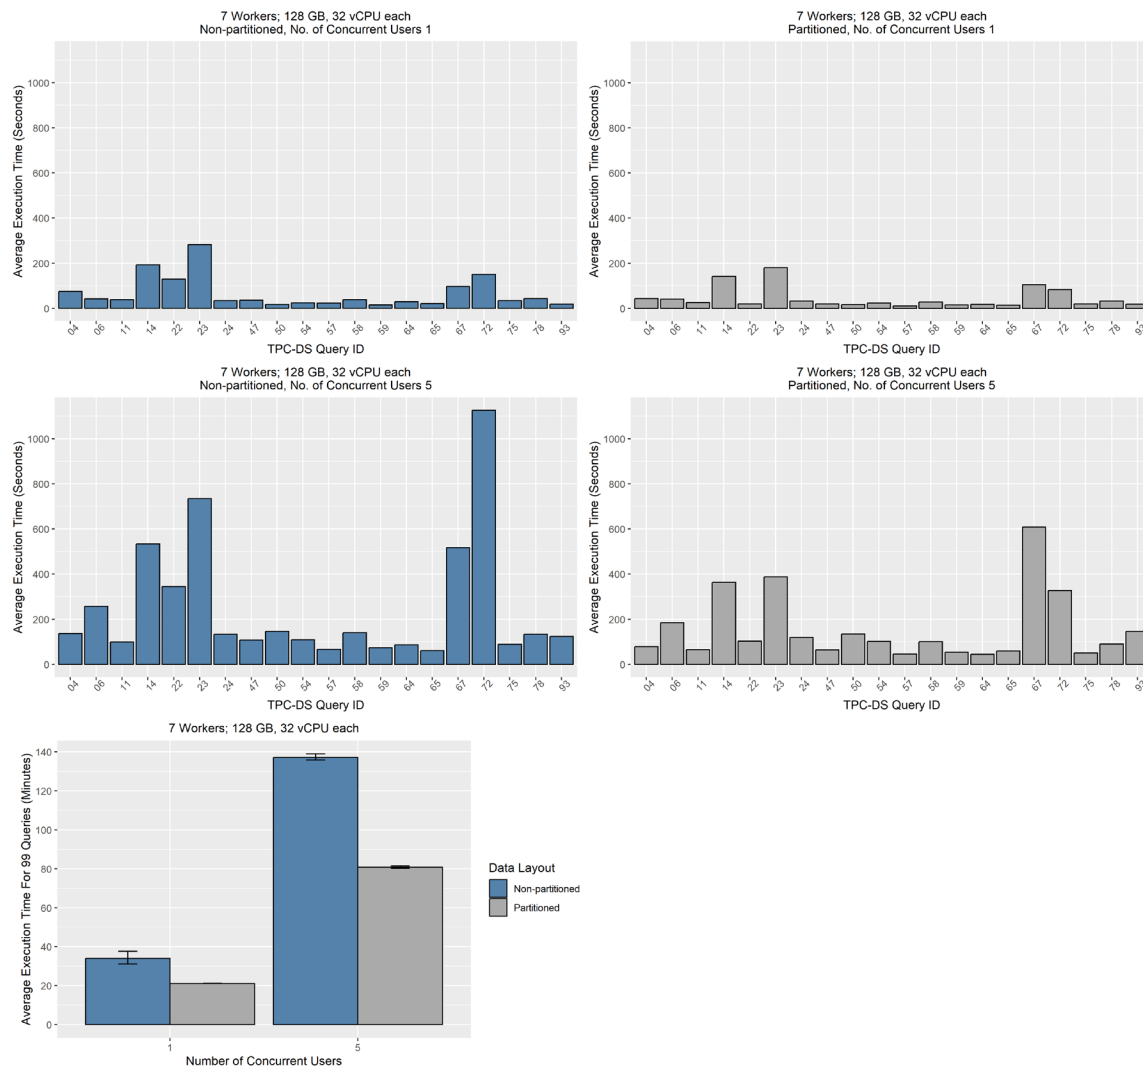 7 Workers; 128 GB, 32 vCPU each
Non-partitioned, No. of Concurrent Users 1
Average Execution Time (Seconds)
1000
800
600
400
200
0
04 06 11 14 22 23 24 47 50 54 57 58 59 64 65 67 72 75 78 93
TPC-DS Query ID
7 Workers; 128 GB, 32 vCPU each
Partitioned, No. of Concurrent Users 1
Average Execution Time (Seconds)
1000
800
600
400
200
0
04 06 11 14 22 23 24 47 50 54 57 58 59 64 65 67 72 75 78 93
TPC-DS Query ID
7 Workers; 128 GB, 32 vCPU each
Non-partitioned, No. of Concurrent Users 5
Average Execution Time (Seconds)
1000
800
600
400
200
0
04 06 11 14 22 23 24 47 50 54 57 58 59 64 65 67 72 75 78 93
TPC-DS Query ID
7 Workers; 128 GB, 32 vCPU each
Partitioned, No. of Concurrent Users 5
Average Execution Time (Seconds)
1000
800
600
400
200
0
04 06 11 14 22 23 24 47 50 54 57 58 59 64 65 67 72 75 78 93
TPC-DS Query ID
7 Workers; 128 GB, 32 vCPU each
Average Execution Time For 99 Queries (Minutes)
140
120
100
80
60
40
20
0
1 5
Number of Concurrent Users
Data Layout
Non-partitioned
Partitioned